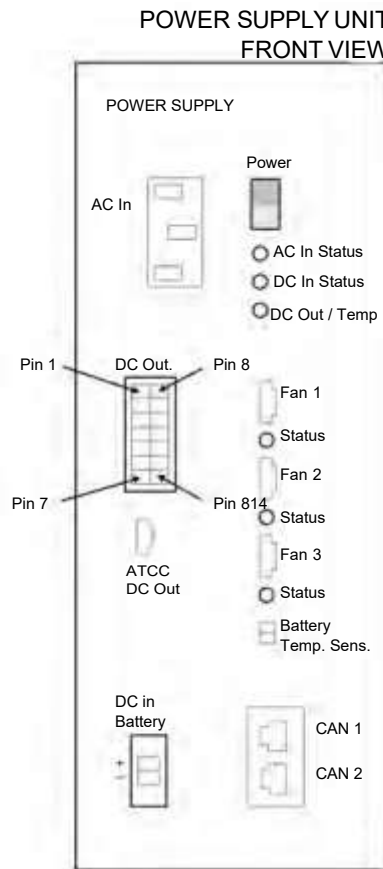 POWER SUPPLY UNIT
FRONT VIEW
POWER SUPPLY
Power
AC In
AC In Status
DC In Status
DC Out / Temp
Pin 1
DC Out.
Pin 8
Fan 1
Status
Fan 2
Pin 7
Pin 814
Status
Fan 3
ATCC
DC Out
Status
Battery
Temp. Sens.
DC in
Battery
CAN 1
+
-
CAN 2